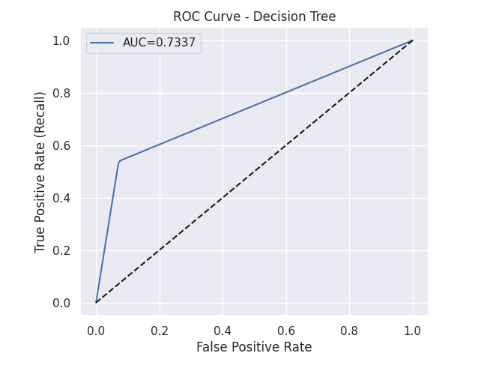 ROC Curve - Decision Tree
AUC=0.7337
1.0
0.8
0.6
0.4
0.2
0.0
True Positive Rate (Recall)
0.0 0.2 0.4 0.6 0.8 1.0
False Positive Rate